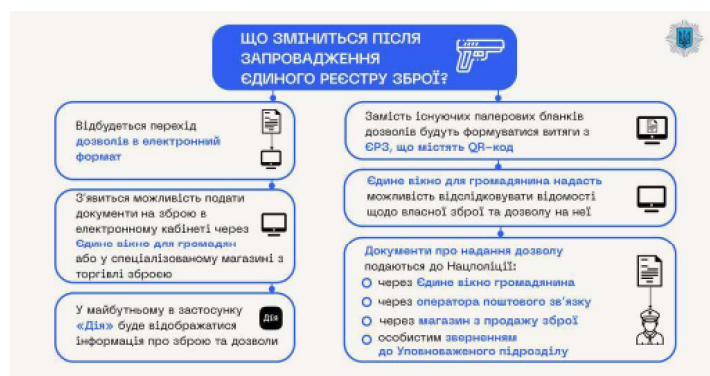 ЩО ЗМІНИТЬСЯ ПІСЛЯ
ЗАПРОВАДЖЕННЯ
ЄДИНОГО РЕЄСТРУ ЗБРОЇ?
Відбудеться перехід
дозволів в електронний
формат
З'явиться можливість подати
документи на зброю в
електронному кабінеті через
Єдине вікно для громадян
або у спеціалізованому магазині з
торгівлі зброєю
У майбутньому в застосунку
«Дія» буде відображатися
інформація про зброю та дозволи
Дія
Замість існуючих паперових бланків
дозволів будуть формуватися витяги з
ЄРЗ, що містять QR-код
Єдине вікно для громадянина надасть
можливість відслідковувати відомості
щодо власної зброї та дозволу на неї
Документи про надання дозволу
подаються до Нацполіції:
через Єдине вікно громадянина
через оператора поштового зв'язку
через магазин з продажу зброї
особистим зверненням
до Уповноваженого підрозділу